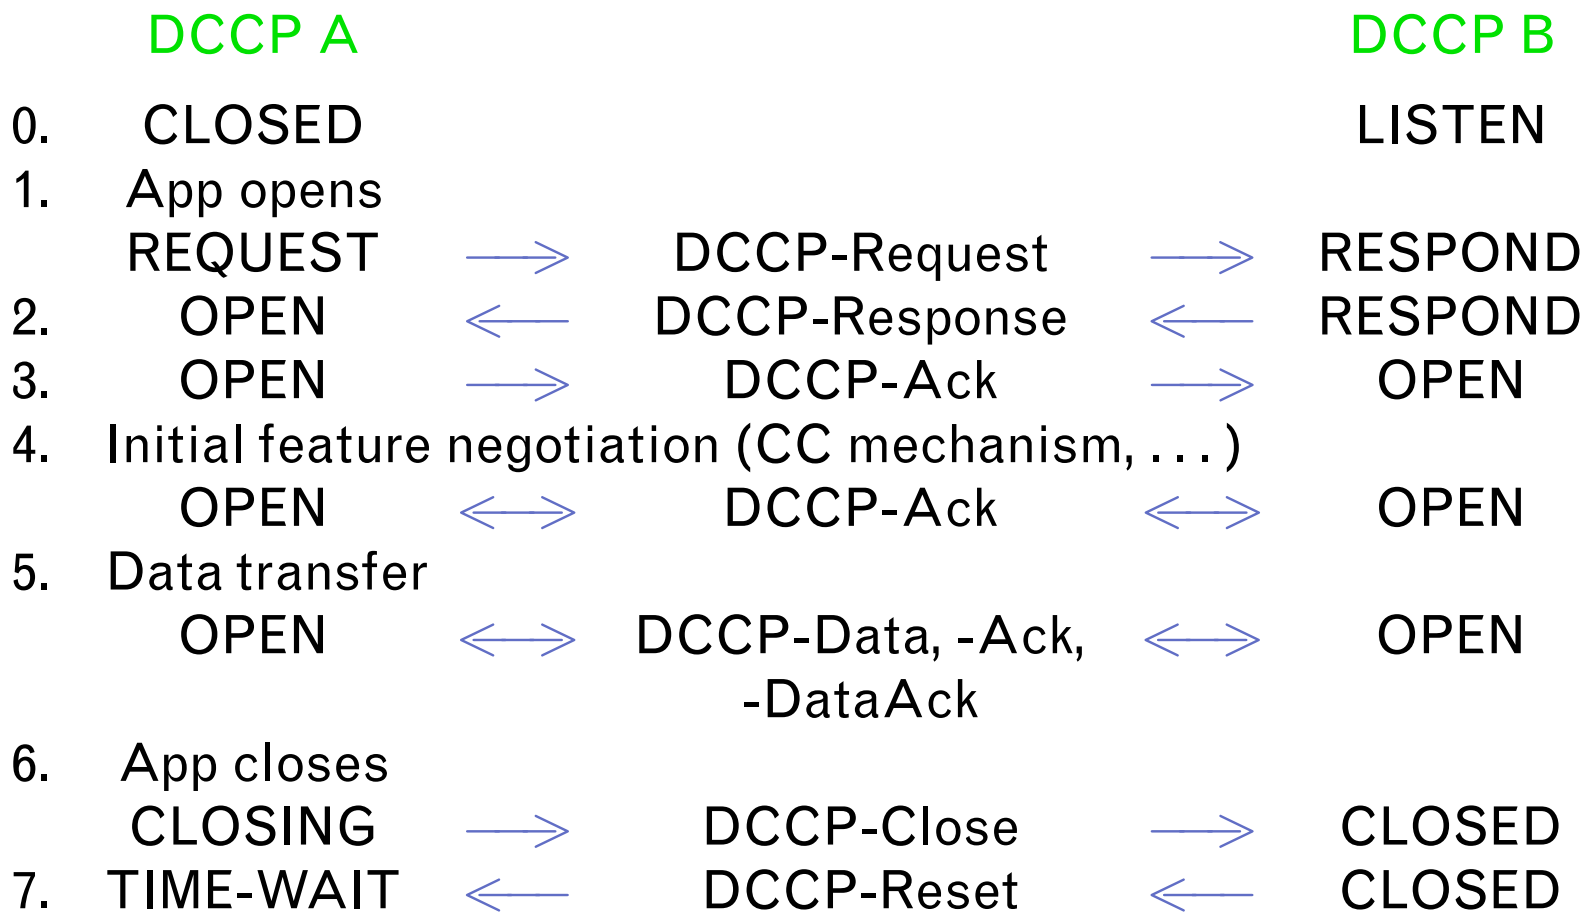 DCCP A DCCP B
0. CLOSED LISTEN
1. App opens
REQUEST DCCP-Request RESPOND
2. OPEN DCCP-Response RESPOND
3. OPEN DCCP-Ack OPEN
4. Initial feature negotiation (CC mechanism, . . . )
OPEN DCCP-Ack OPEN
5. Data transfer
OPEN DCCP-Data, -Ack, OPEN
-DataAck
6. App closes
CLOSING DCCP-Close CLOSED
7. TIME-WAIT DCCP-Reset CLOSED